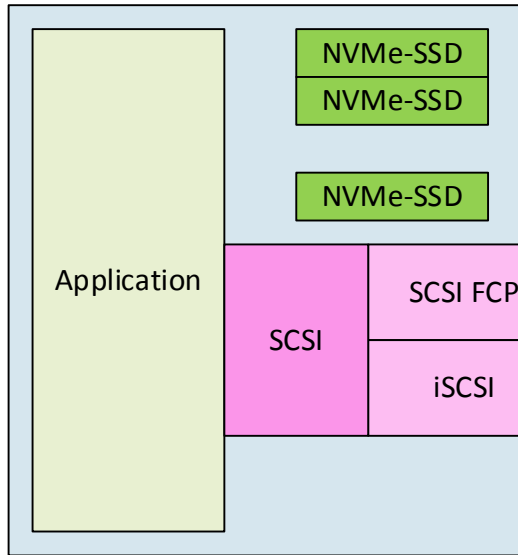 NVMe-SSD
NVMe-SSD
NVMe-SSD
Application
SCSI
SCSI FCP
iSCSI